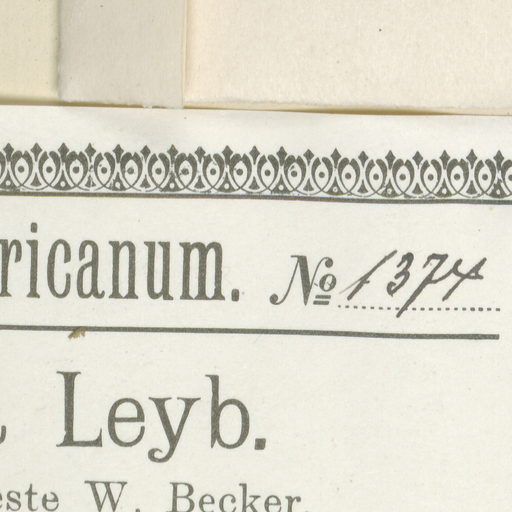 ricanum. № 1374
Leyb.
este W. Becker.